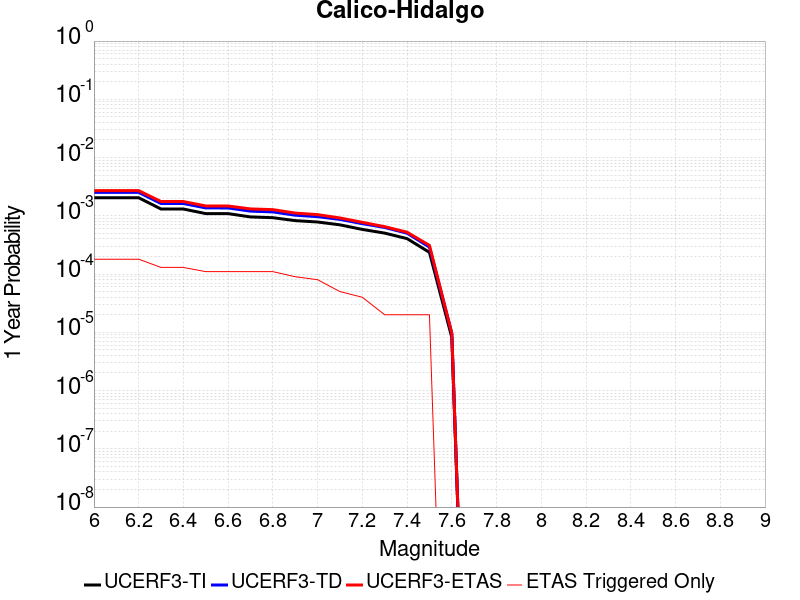 Calico-Hidalgo
1 Year Probability
10^0
10^-1
10^-2
10^-3
10^-4
10^-5
10^-6
10^-7
10^-8
6 6.2 6.4 6.6 6.8 7 7.2 7.4 7.6 7.8 8 8.2 8.4 8.6 8.8 9
Magnitude
UCERF3-TI UCERF3-TD UCERF3-ETAS ETAS Triggered Only